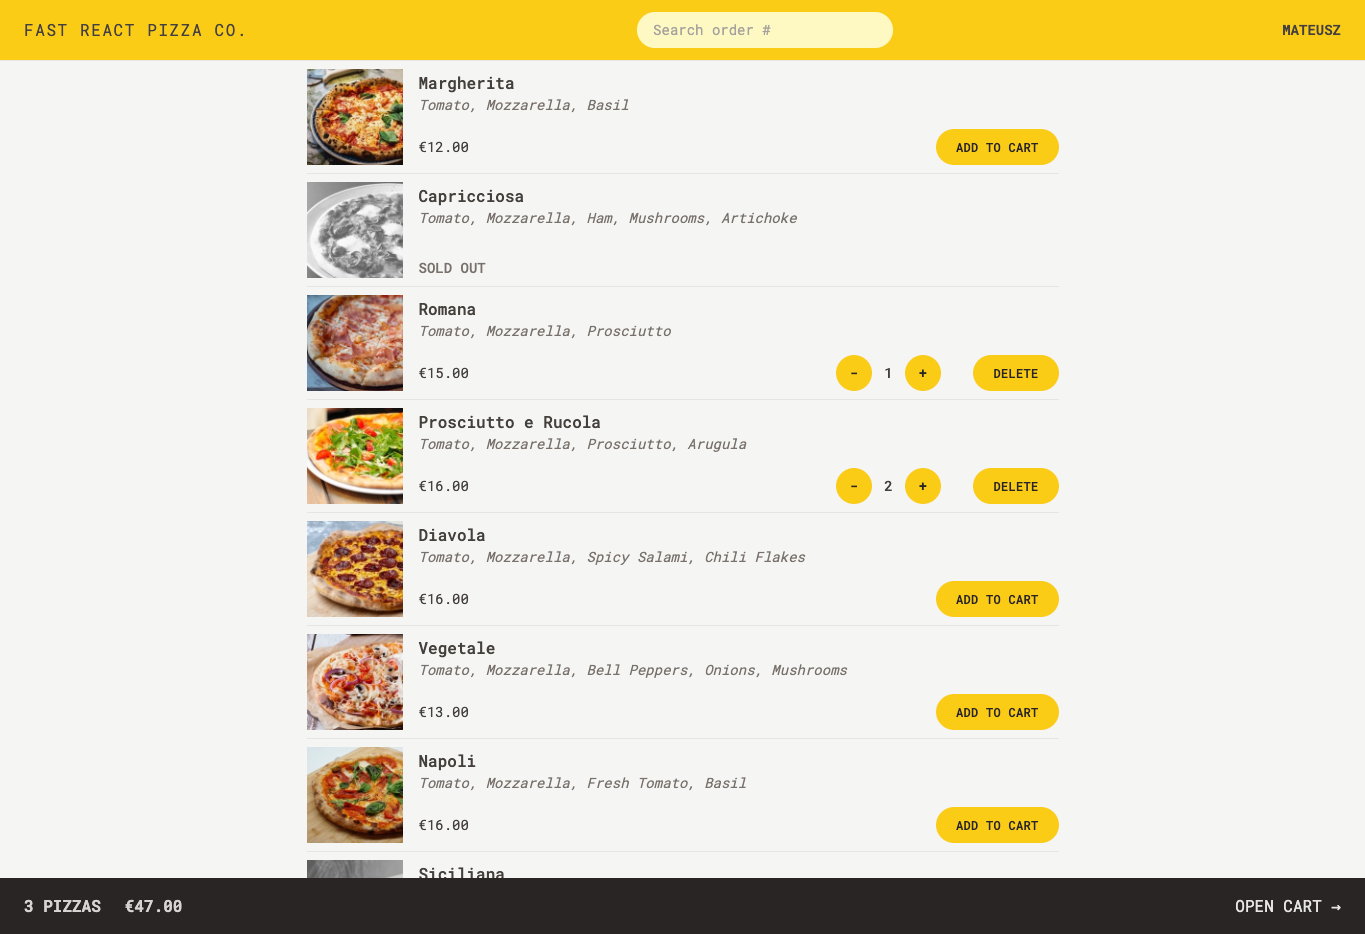 FAST REACT PIZZA CO.
Search order #
MATEUSZ
Margherita
Tomato, Mozzarella, Basil
€12.00
ADD TO CART
Capricciosa
Tomato, Mozzarella, Ham, Mushrooms, Artichoke
SOLD OUT
Romana
Tomato, Mozzarella, Prosciutto
€15.00
- 1 +
DELETE
Prosciutto e Rucola
Tomato, Mozzarella, Prosciutto, Arugula
€16.00
- 2 +
DELETE
Diavola
Tomato, Mozzarella, Spicy Salami, Chili Flakes
€16.00
ADD TO CART
Vegetale
Tomato, Mozzarella, Bell Peppers, Onions, Mushrooms
€13.00
ADD TO CART
Napoli
Tomato, Mozzarella, Fresh Tomato, Basil
€16.00
ADD TO CART
Siciliana
3 PIZZAS €47.00
OPEN CART →